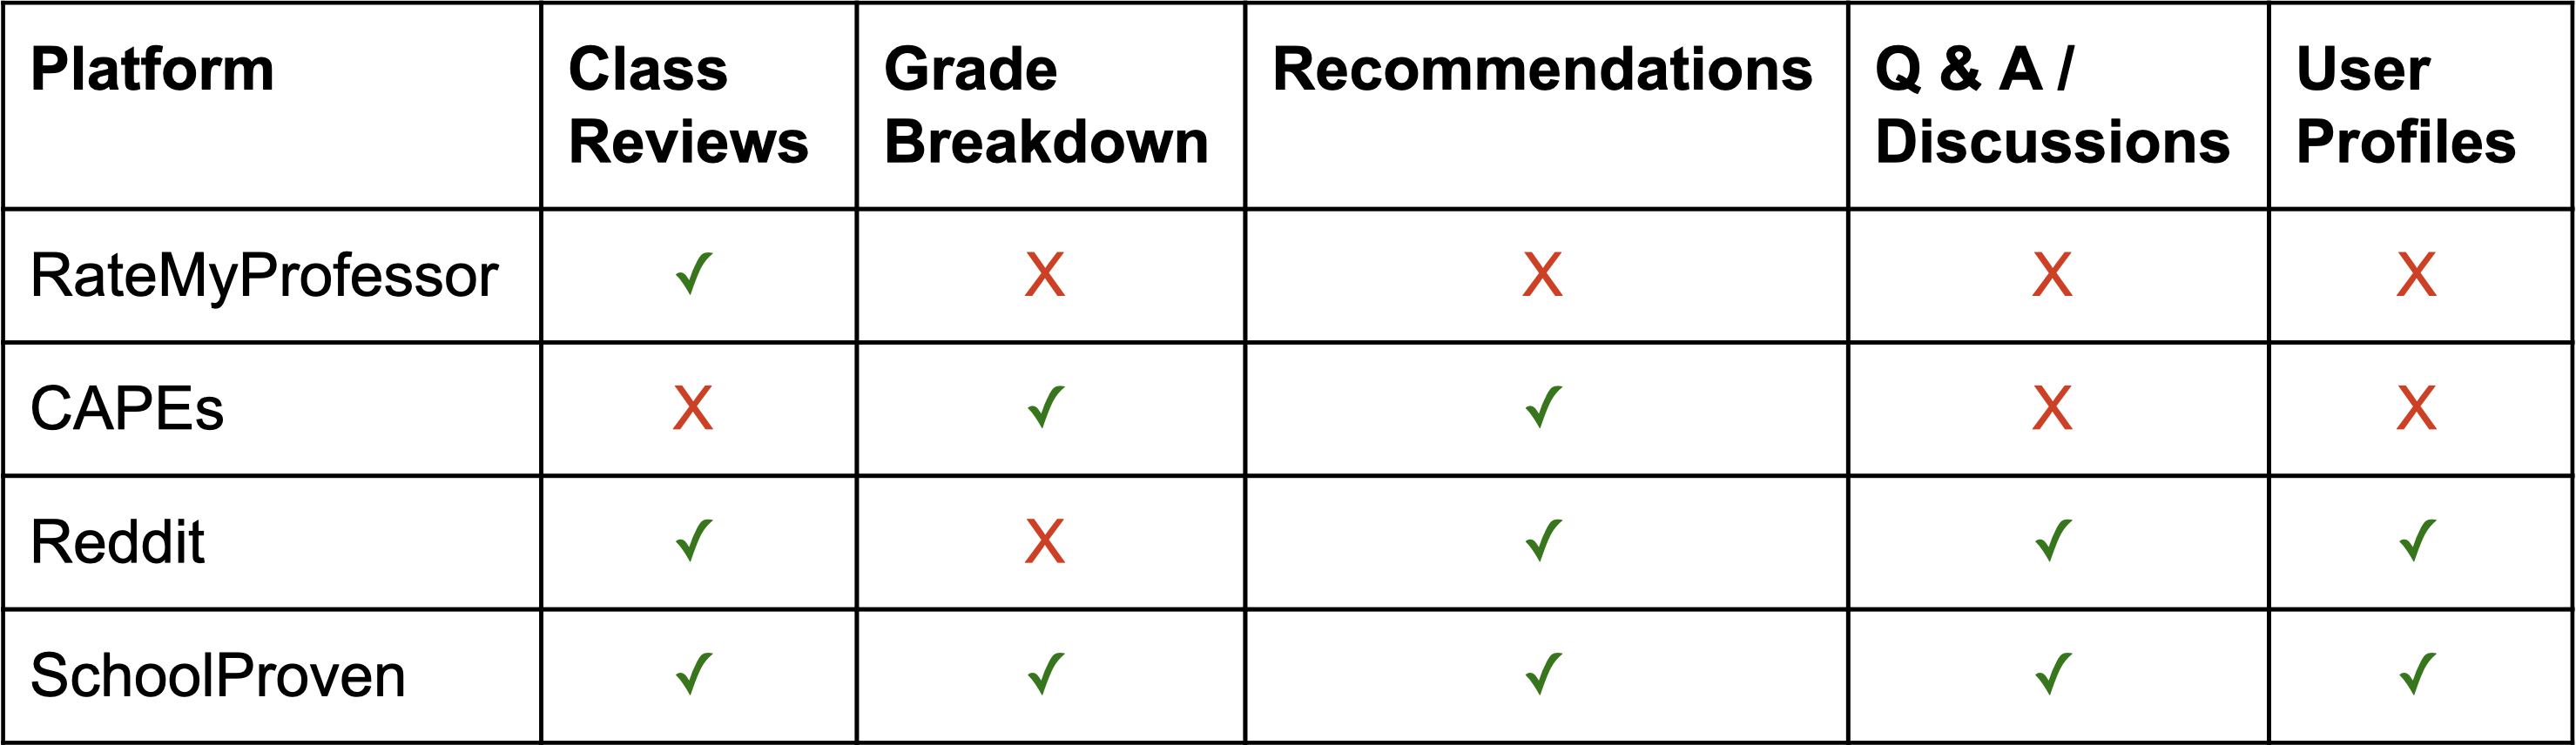 Platform
Class
Reviews
Grade
Breakdown
Recommendations
Q & A /
Discussions
User
Profiles
RateMyProfessor ✓ X X X X
CAPEs X ✓ ✓ X X
Reddit ✓ X ✓ ✓ ✓
SchoolProven ✓ ✓ ✓ ✓ ✓